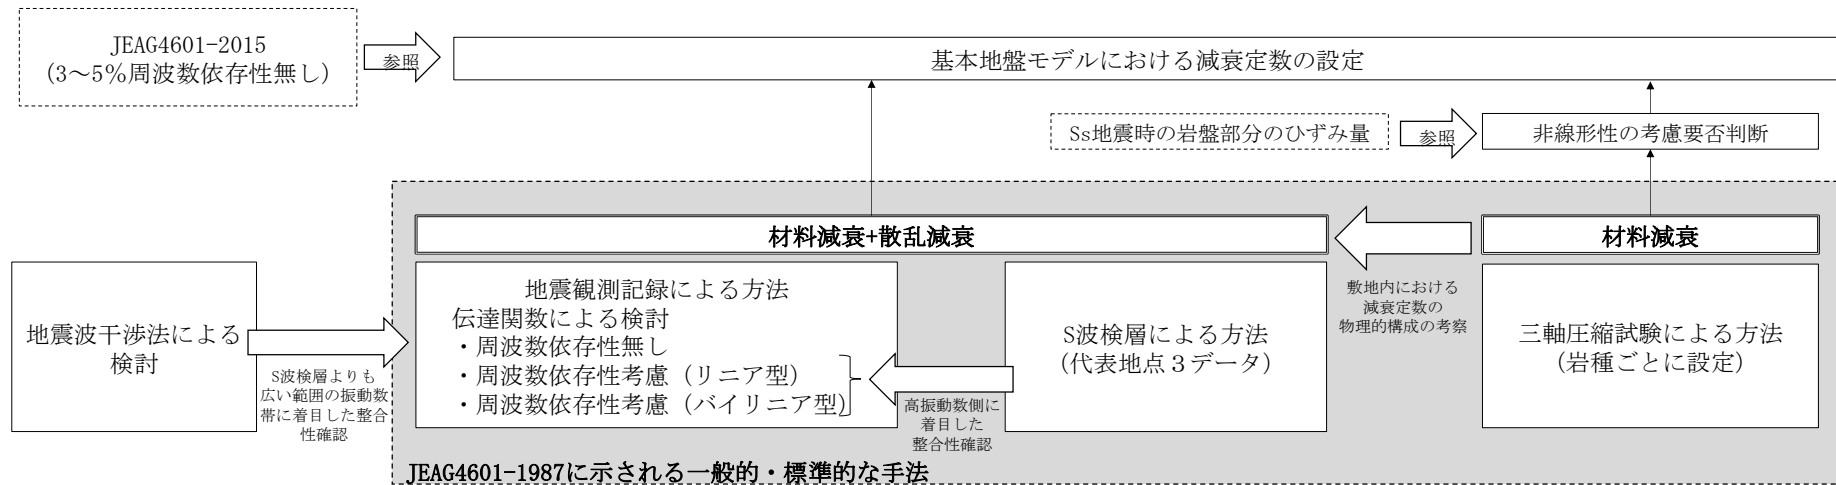 JEAG4601-2015
（3～5％周波数依存性無し）
参照
基本地盤モデルにおける減衰定数の設定
Ss地震時の岩盤部分のひずみ量
参照
非線形性の考慮要否判断
材料減衰+散乱減衰
材料減衰
地震波干渉法による
検討
S波検層よりも
広い範囲の振動数
帯に着目した整合
性確認
地震観測記録による方法
伝達関数による検討
・周波数依存性無し
・周波数依存性考慮（リニア型）
・周波数依存性考慮（バイリニア型）
高振動数側に
着目した
整合性確認
S波検層による方法
（代表地点３データ）
敷地内における
減衰定数の
物理的構成の考察
三軸圧縮試験による方法
（岩種ごとに設定）
JEAG4601-1987に示される一般的・標準的な手法